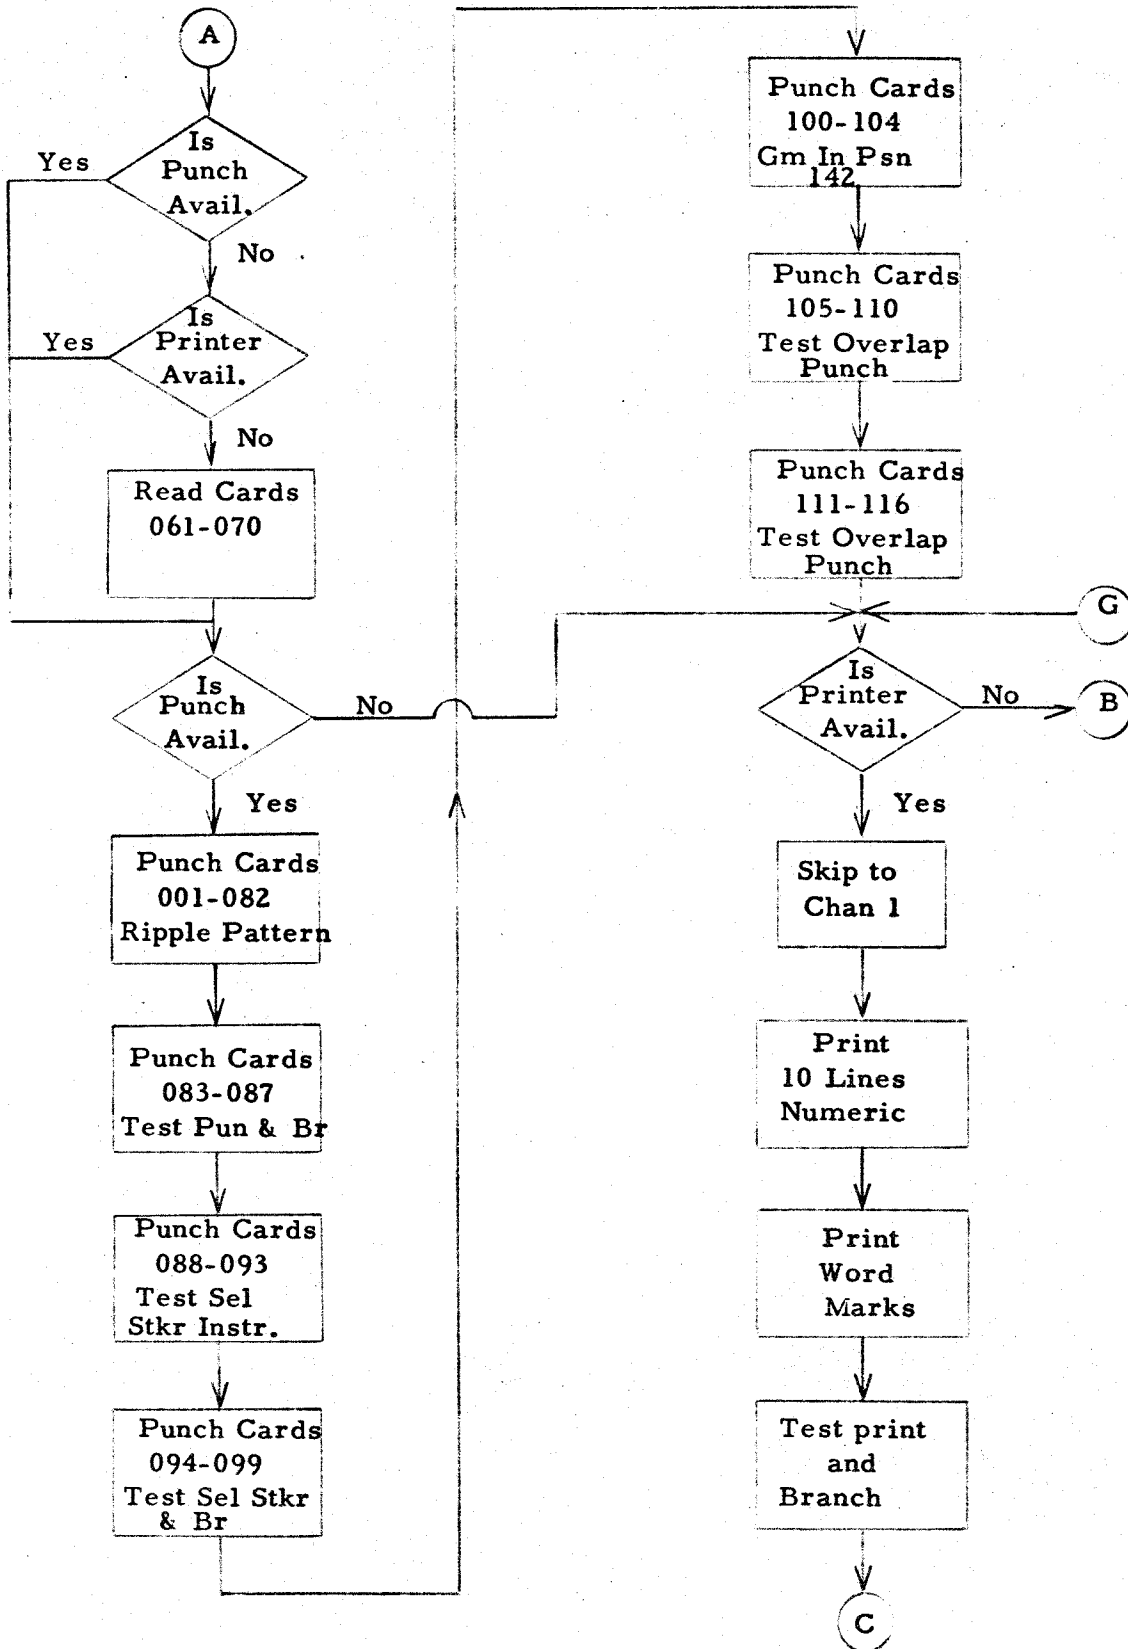 A
Is
Punch
Avail.
Yes
No
Is
Printer
Avail.
Yes
No
Read Cards
061-070
Is
Punch
Avail.
No
Yes
Punch Cards
001-082
Ripple Pattern
Punch Cards
083-087
Test Pun & Br
Punch Cards
088-093
Test Sel
Stkr Instr.
Punch Cards
094-099
Test Sel Stkr
& Br
Punch Cards
100-104
Gm In Psn
142
Punch Cards
105-110
Test Overlap
Punch
Punch Cards
111-116
Test Overlap
Punch
G
Is
Printer
Avail.
No
B
Yes
Skip to
Chan 1
Print
10 Lines
Numeric
Print
Word
Marks
Test print
and
Branch
C